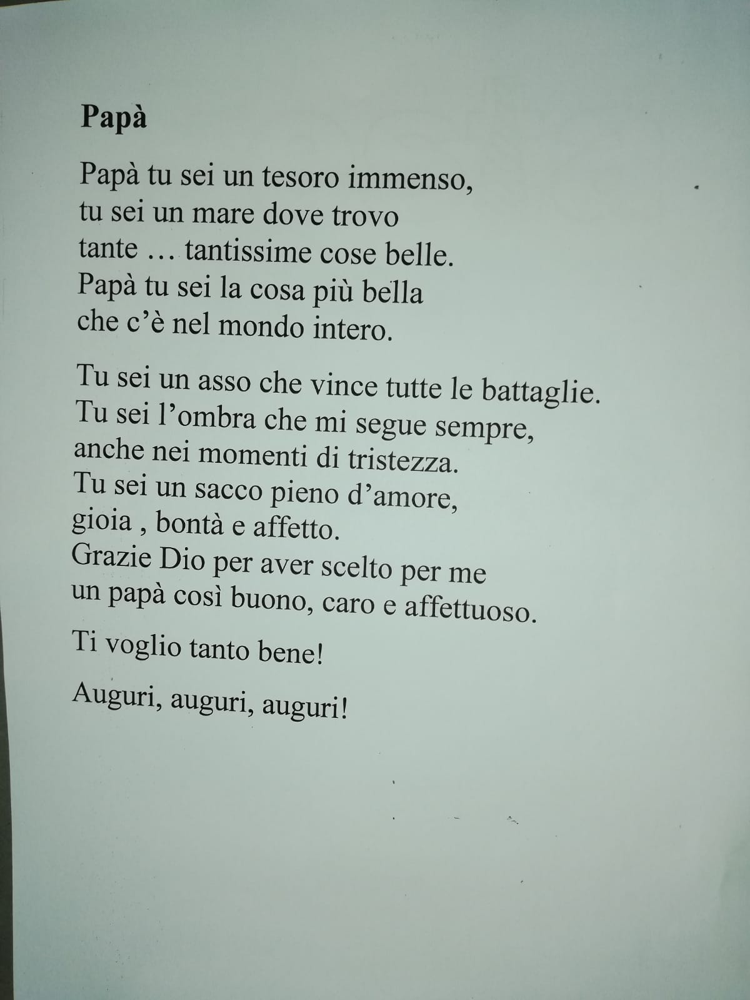 Papà
Papà tu sei un tesoro immenso,
tu sei un mare dove trovo
tante … tantissime cose belle.
Papà tu sei la cosa più bella
che c’è nel mondo intero.
Tu sei un asso che vince tutte le battaglie.
Tu sei l’ombra che mi segue sempre,
anche nei momenti di tristezza.
Tu sei un sacco pieno d’amore,
gioia , bontà e affetto.
Grazie Dio per aver scelto per me
un papà così buono, caro e affettuoso.
Ti voglio tanto bene!
Auguri, auguri, auguri!